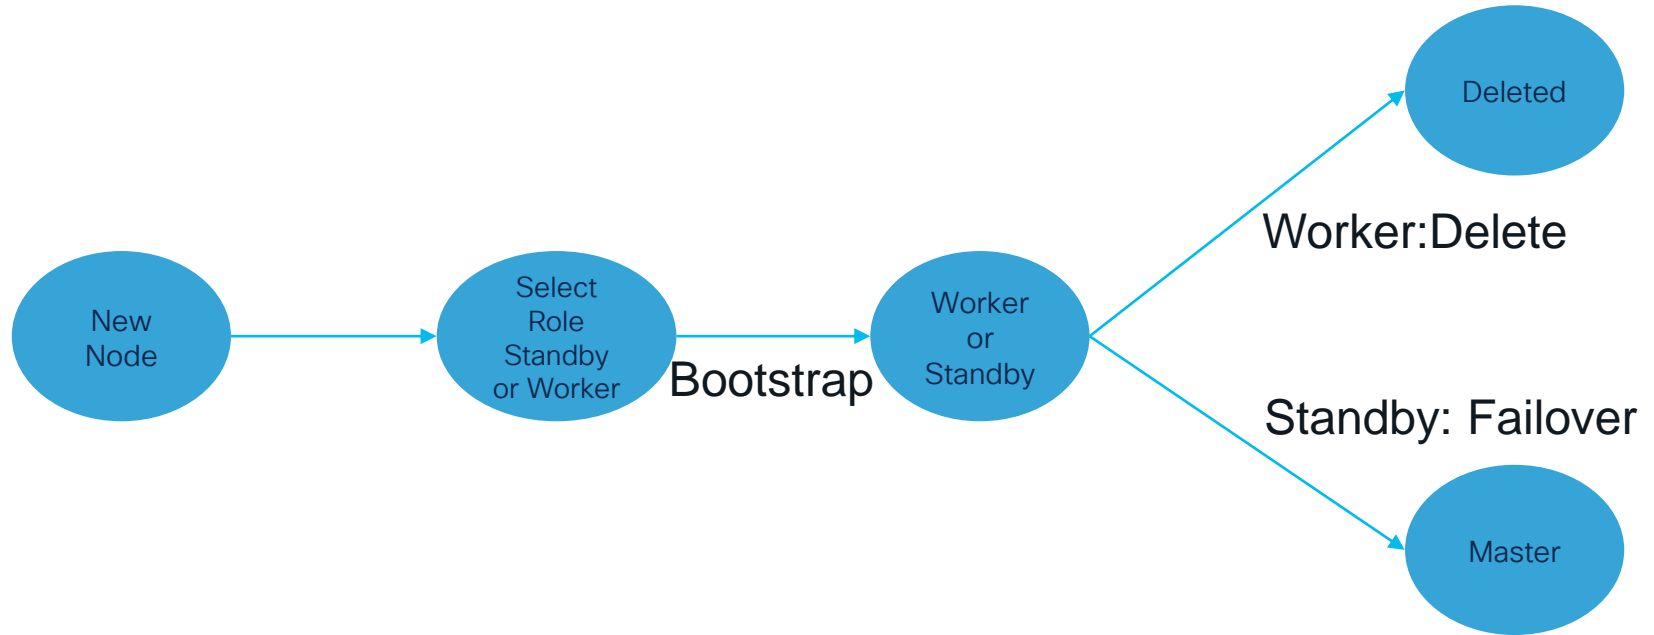 New
Node
Select
Role
Standby
or Worker
Bootstrap
Worker
or
Standby
Deleted
Worker:Delete
Standby: Failover
Master